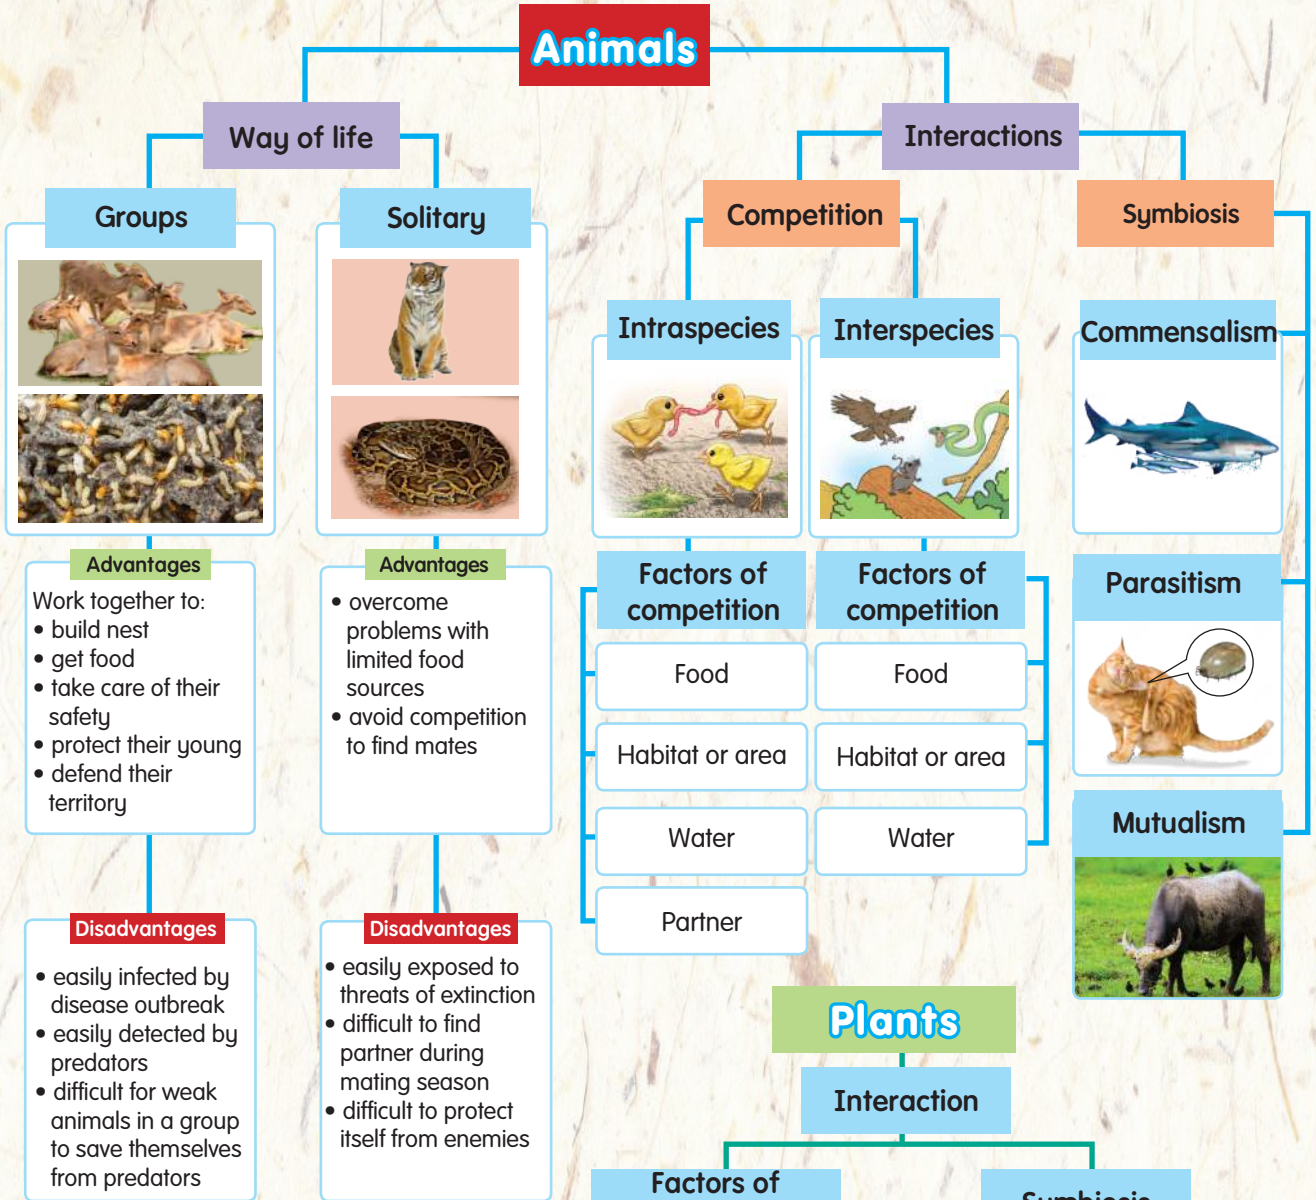 Animals
Way of life
Groups
Advantages
Work together to:
• build nest
• get food
• take care of their
safety
• protect their young
• defend their
territory
Disadvantages
• easily infected by
disease outbreak
• easily detected by
predators
• difficult for weak
animals in a group
to save themselves
from predators
Solitary
Advantages
• overcome
problems with
limited food
sources
• avoid competition
to find mates
Disadvantages
• easily exposed to
threats of extinction
• difficult to find
partner during
mating season
• difficult to protect
itself from enemies
Interactions
Competition
Intraspecies
Factors of
competition
Food
Habitat or area
Water
Partner
Interspecies
Factors of
competition
Food
Habitat or area
Water
Symbiosis
Commensalism
Parasitism
Mutualism
Plants
Interaction
Factors of
Symbiosis